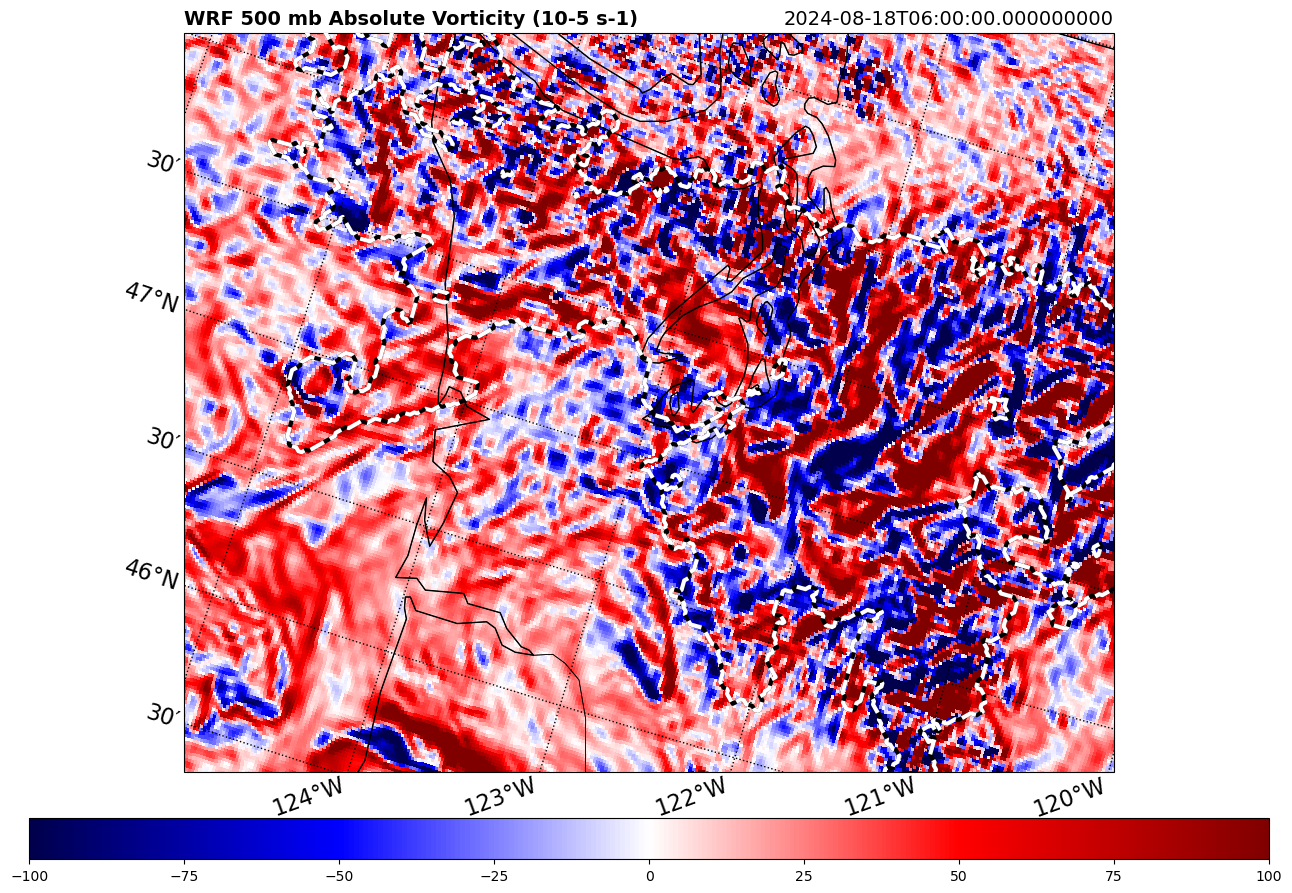 WRF 500 mb Absolute Vorticity (10-5 s-1)
2024-08-18T06:00:00.000000000
30′
47°N
30′
46°N
30′
124°W
123°W
122°W
121°W
120°W
−100
−75
−50
−25
0
25
50
75
100